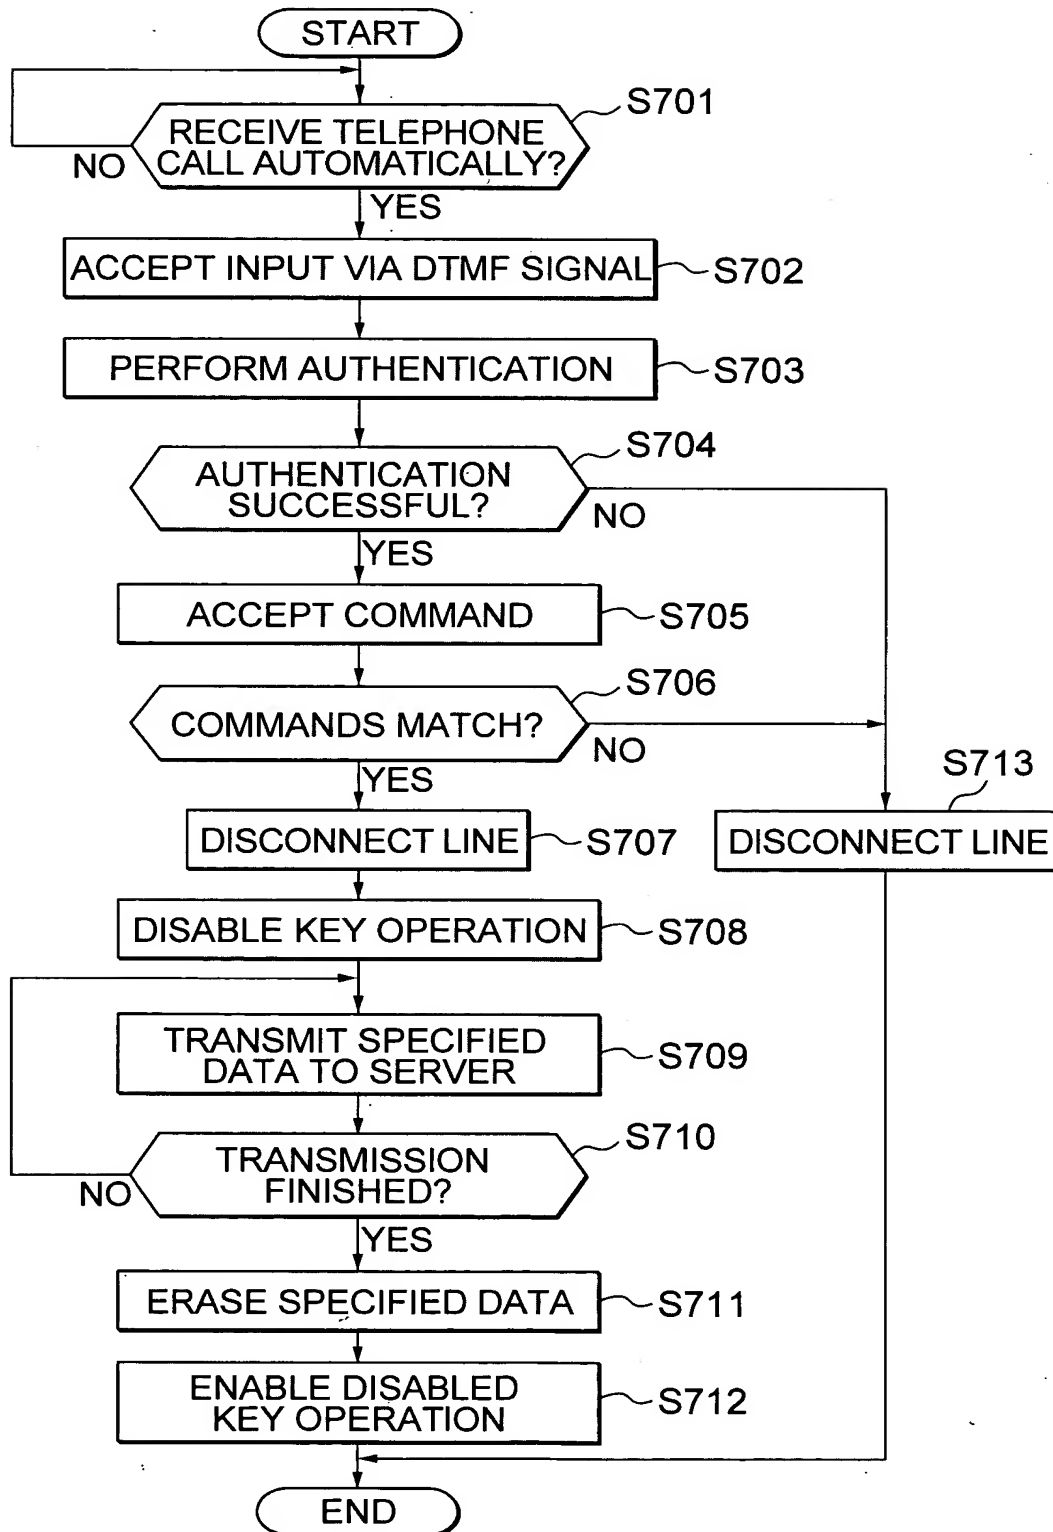 START
S701
RECEIVE TELEPHONE
CALL AUTOMATICALLY?
NO
YES
ACCEPT INPUT VIA DTMF SIGNAL
S702
PERFORM AUTHENTICATION
S703
S704
AUTHENTICATION
SUCCESSFUL?
NO
YES
ACCEPT COMMAND
S705
S706
COMMANDS MATCH?
NO
YES
S713
DISCONNECT LINE
S707
DISCONNECT LINE
DISABLE KEY OPERATION
S708
TRANSMIT SPECIFIED
DATA TO SERVER
S709
S710
TRANSMISSION
FINISHED?
NO
YES
ERASE SPECIFIED DATA
S711
ENABLE DISABLED
KEY OPERATION
S712
END